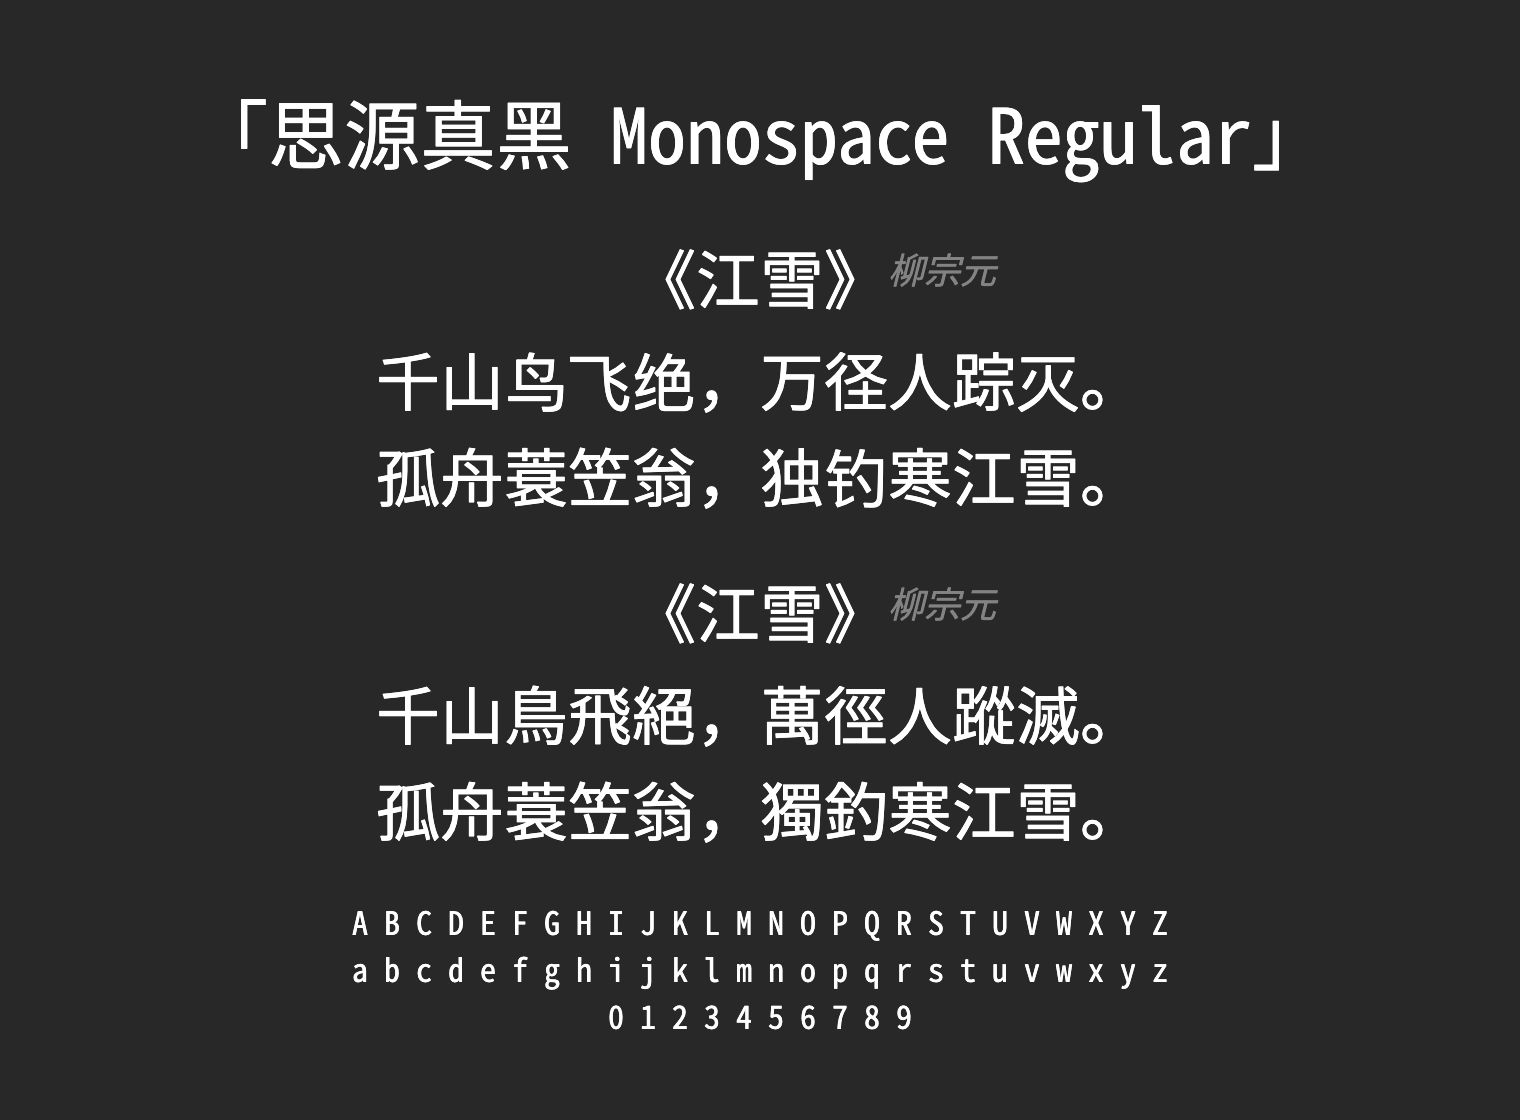 「思源真黑 Monospace Regular」
《江雪》柳宗元
千山鸟飞绝，万径人踪灭。
孤舟蓑笠翁，独钓寒江雪。
《江雪》柳宗元
千山鳥飛絕，萬徑人蹤滅。
孤舟蓑笠翁，獨釣寒江雪。
A B C D E F G H I J K L M N O P Q R S T U V W X Y Z
a b c d e f g h i j k l m n o p q r s t u v w x y z
0 1 2 3 4 5 6 7 8 9